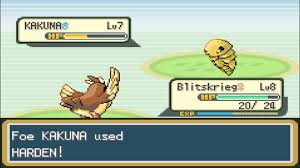 KAKUNA♂ Lv7
HP
Blitskrieg♂ Lv8
HP
20/ 24
EXP
Foe KAKUNA used
HARDEN!